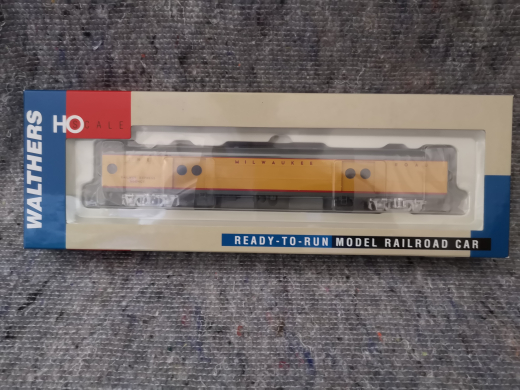 WALTHERS
HO
SCALE
MILWAUKEE
READY-TO-RUN MODEL RAILROAD CAR